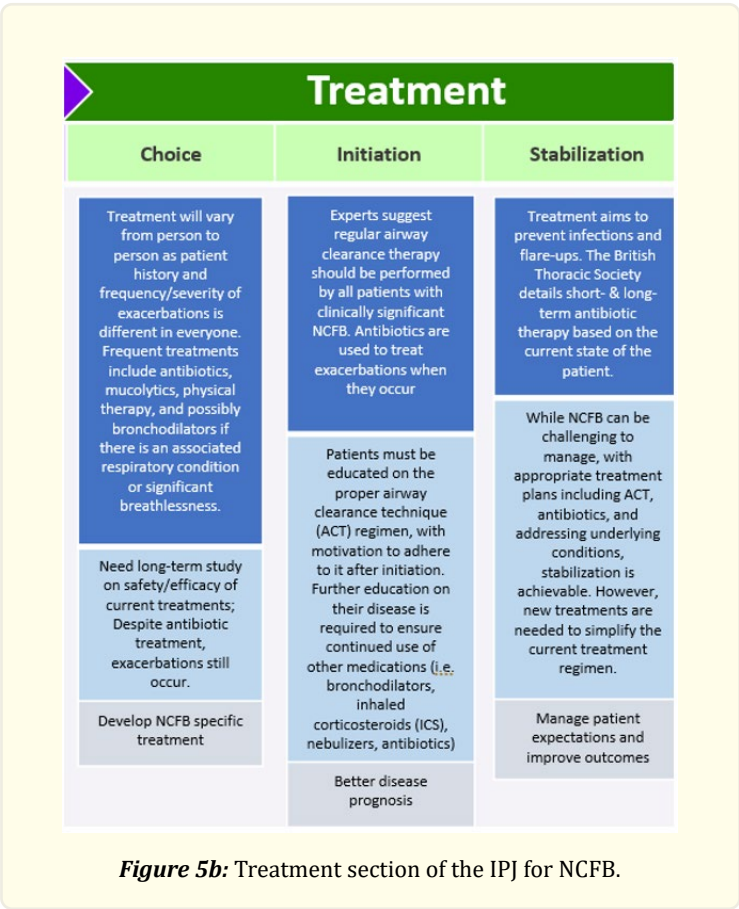 Treatment
Choice
Initiation
Stabilization
Treatment will vary
from person to
person as patient
history and
frequency/severity of
exacerbations is
different in everyone.
Frequent treatments
include antibiotics,
mucolytics, physical
therapy, and possibly
bronchodilators if
there is an associated
respiratory condition
or significant
breathlessness.
Need long-term study
on safety/efficacy of
current treatments;
Despite antibiotic
treatment,
exacerbations still
occur.
Develop NCFB specific
treatment
Experts suggest
regular airway
clearance therapy
should be performed
by all patients with
clinically significant
NCFB. Antibiotics are
used to treat
exacerbations when
they occur
Patients must be
educated on the
proper airway
clearance technique
(ACT) regimen, with
motivation to adhere
to it after initiation.
Further education on
their disease is
required to ensure
continued use of
other medications (i.e.
bronchodilators,
inhaled
corticosteroids (ICS),
nebulizers, antibiotics)
Better disease
prognosis
Treatment aims to
prevent infections and
flare-ups. The British
Thoracic Society
details short- & long-
term antibiotic
therapy based on the
current state of the
patient.
While NCFB can be
challenging to
manage, with
appropriate treatment
plans including ACT,
antibiotics, and
addressing underlying
conditions,
stabilization is
achievable. However,
new treatments are
needed to simplify the
current treatment
regimen.
Manage patient
expectations and
improve outcomes
Figure 5b: Treatment section of the IPJ for NCFB.